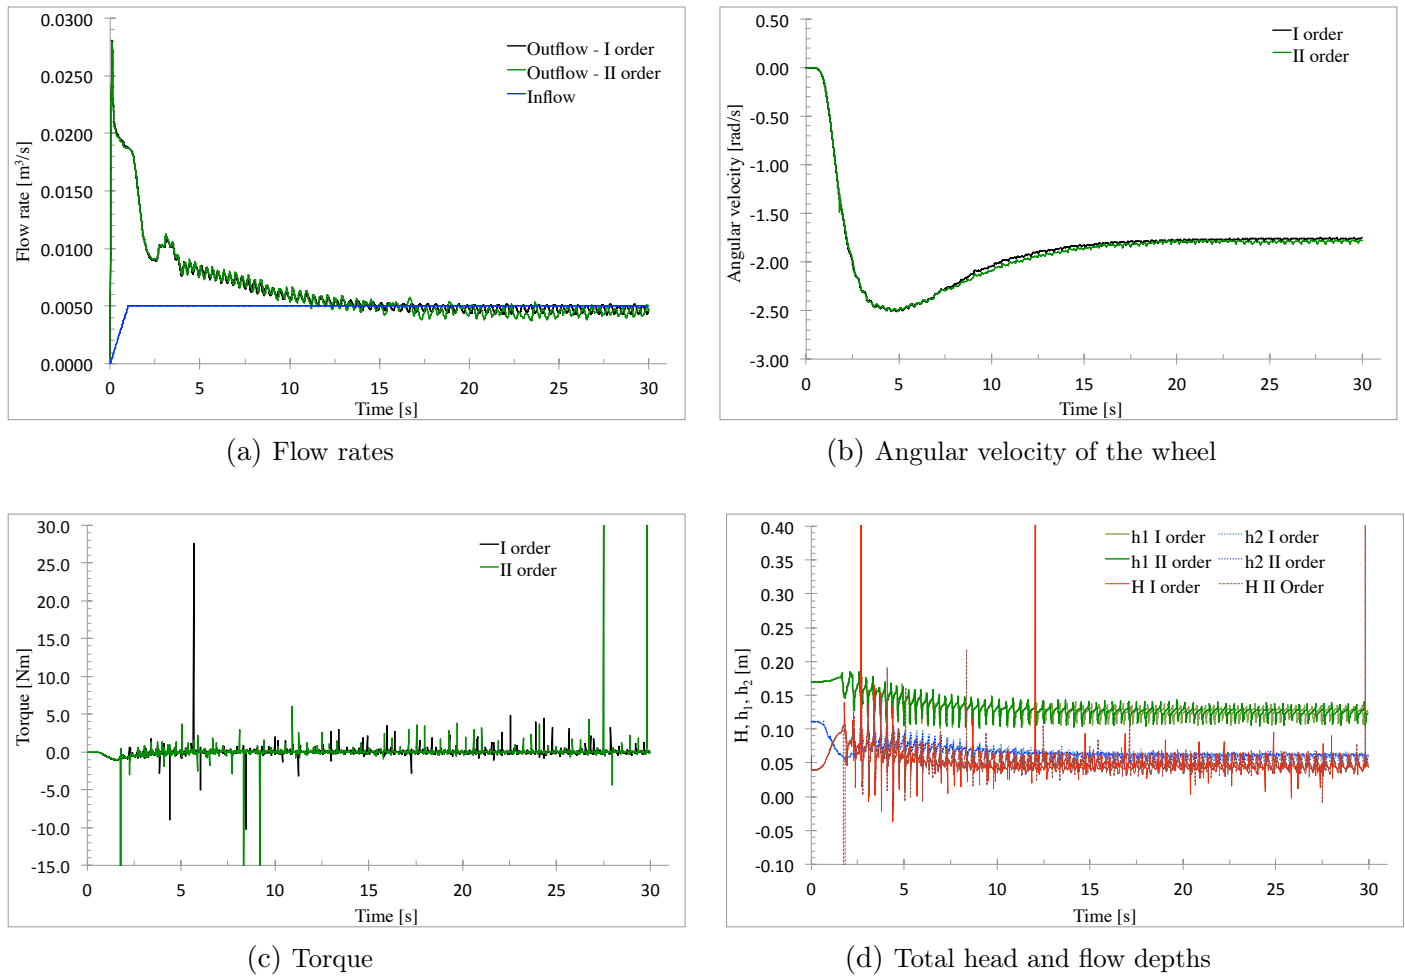 0.0300
0.0250
0.0200
0.0150
0.0100
0.0050
0.0000
Flow rate [m³/s]
Outflow - I order
Outflow - II order
Inflow
0 5 10 15 20 25 30
Time [s]
(a) Flow rates
0.50
0.00
-0.50
-1.00
-1.50
-2.00
-2.50
-3.00
Angular velocity [rad/s]
I order
II order
0 5 10 15 20 25 30
Time [s]
(b) Angular velocity of the wheel
30.0
25.0
20.0
15.0
10.0
5.0
0.0
-5.0
-10.0
-15.0
Torque [Nm]
I order
II order
0 5 10 15 20 25 30
Time [s]
(c) Torque
0.40
0.35
0.30
0.25
0.20
0.15
0.10
0.05
0.00
-0.05
-0.10
H, h₁, h₂ [m]
h1 I order h2 I order
h1 II order h2 II order
H I order H II Order
0 5 10 15 20 25 30
Time [s]
(d) Total head and flow depths